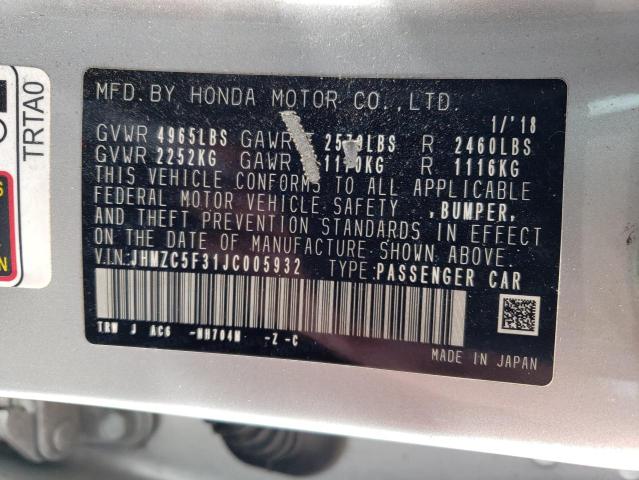 MFD. BY HONDA MOTOR CO., LTD.
1/'18
GVWR 4965LBS GAWR 2579LBS R 2460LBS
GVWR 2252KG GAWR 1170KG R 1116KG
THIS VEHICLE CONFORMS TO ALL APPLICABLE
FEDERAL MOTOR VEHICLE SAFETY , BUMPER,
AND THEFT PREVENTION STANDARDS IN EFFECT
ON THE DATE OF MANUFACTURE SHOWN ABOVE.
V.I.N: JHMZC5F31JC005932 TYPE: PASSENGER CAR
TRW J AC6 -NH704M -Z -C
MADE IN JAPAN
TRTA0